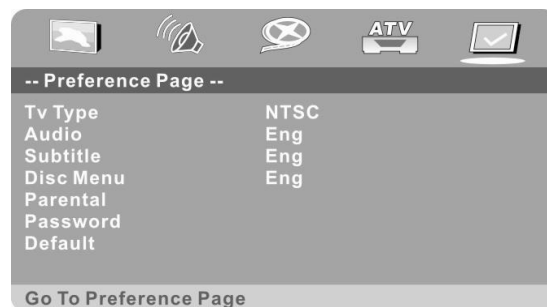 ATV
-- Preference Page --
Tv Type NTSC
Audio Eng
Subtitle Eng
Disc Menu Eng
Parental
Password
Default
Go To Preference Page